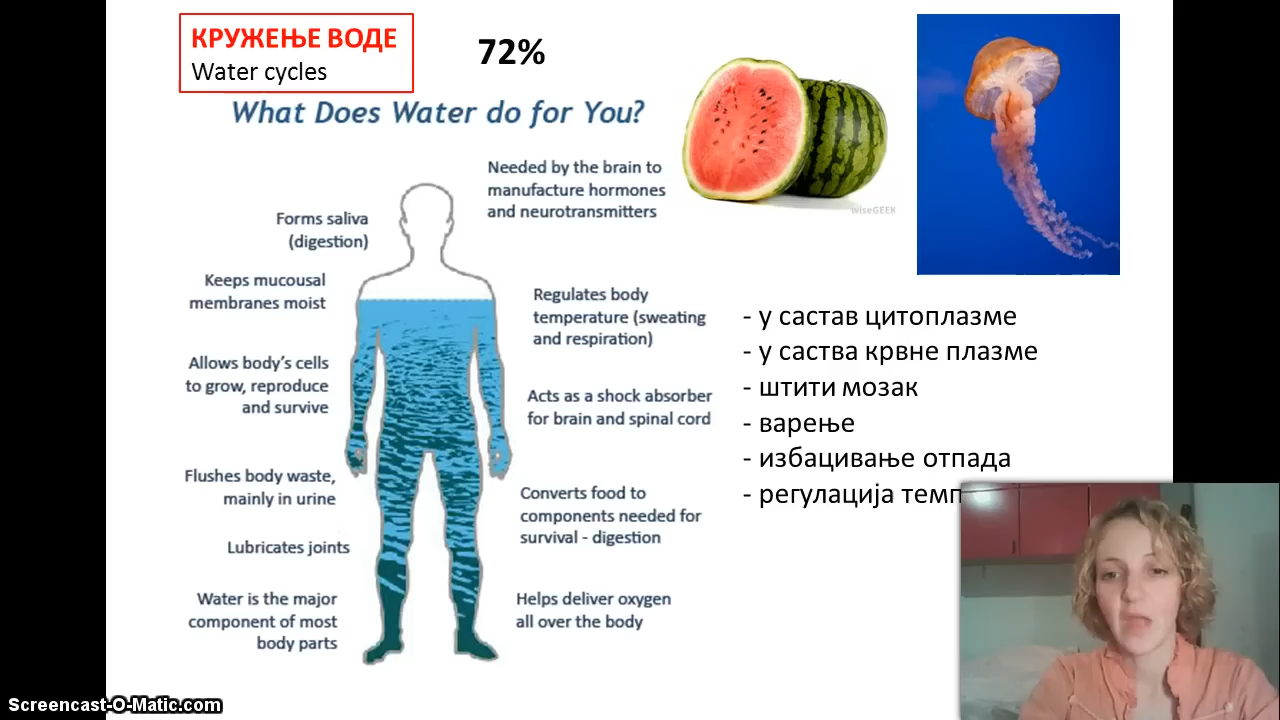 КРУЖЕЊЕ ВОДЕ
Water cycles
72%
What Does Water do for You?
Needed by the brain to
manufacture hormones
and neurotransmitters
Forms saliva
(digestion)
Keeps mucousal
membranes moist
Regulates body
temperature (sweating
and respiration)
Allows body's cells
to grow, reproduce
and survive
Acts as a shock absorber
for brain and spinal cord
Flushes body waste,
mainly in urine
Converts food to
components needed for
survival - digestion
Lubricates joints
Water is the major
component of most
body parts
Helps deliver oxygen
all over the body
wiseGEEK
- у састав цитоплазме
- у саства крвне плазме
- штити мозак
- варење
- избацивање отпада
- регулација темп
Screencast-O-Matic.com